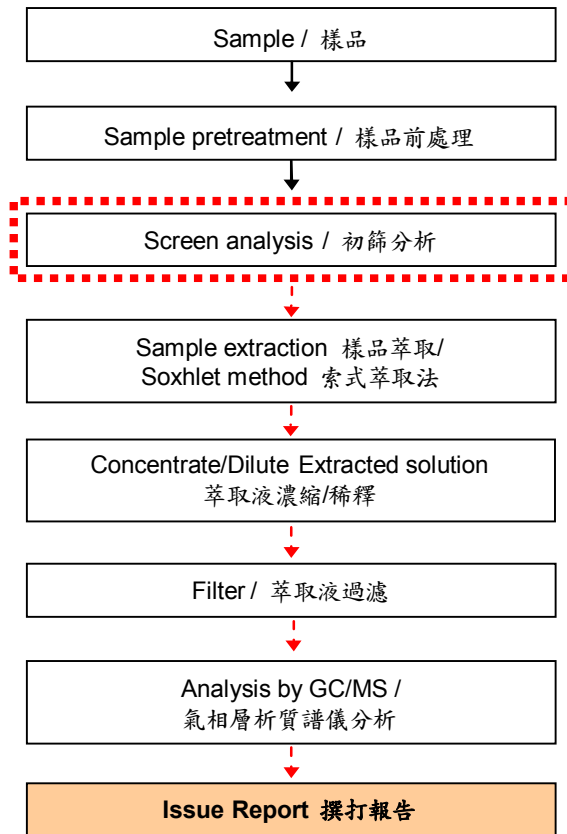 Sample / 樣品
Sample pretreatment / 樣品前處理
Screen analysis / 初篩分析
Sample extraction 樣品萃取/
Soxhlet method 索式萃取法
Concentrate/Dilute Extracted solution
萃取液濃縮/稀釋
Filter / 萃取液過濾
Analysis by GC/MS /
氣相層析質譜儀分析
Issue Report 撰打報告